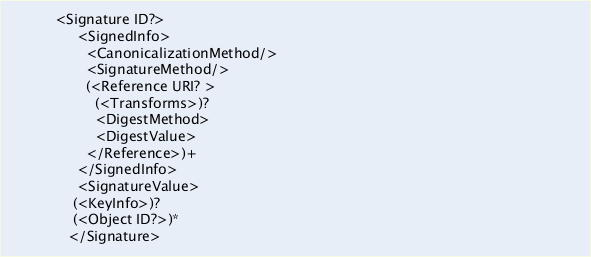 <Signature ID?>
<SignedInfo>
<CanonicalizationMethod/>
<SignatureMethod/>
(<Reference URI? >
(<Transforms>)?
<DigestMethod>
<DigestValue>
</Reference>)+
</SignedInfo>
<SignatureValue>
(<KeyInfo>)?
(<Object ID?>)*
</Signature>